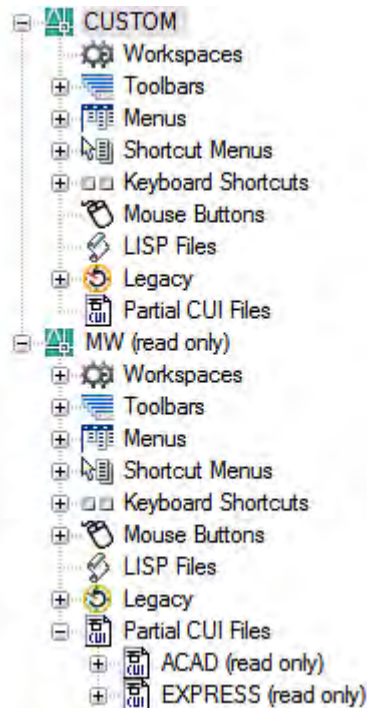 CUSTOM
Workspaces
Toolbars
Menus
Shortcut Menus
Keyboard Shortcuts
Mouse Buttons
LISP Files
Legacy
Partial CUI Files
MW (read only)
Workspaces
Toolbars
Menus
Shortcut Menus
Keyboard Shortcuts
Mouse Buttons
LISP Files
Legacy
Partial CUI Files
ACAD (read only)
EXPRESS (read only)